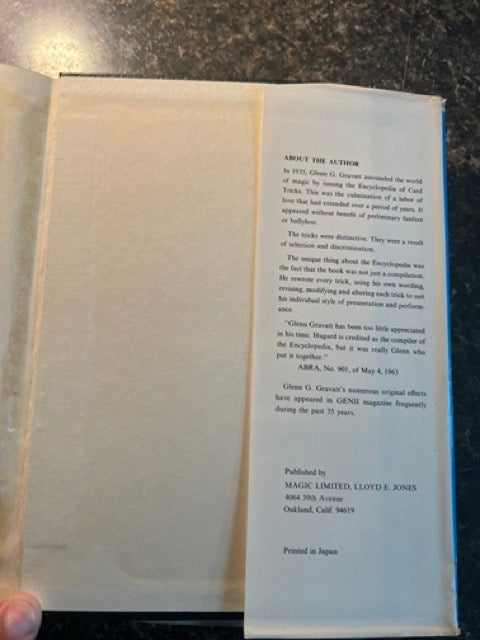 ABOUT THE AUTHOR
In 1935, Glenn G. Gravatt astounded the world
of magic by issuing the Encyclopedia of Card
Tricks. This was the culmination of a labor of
love that had extended over a period of years. It
appeared without benefit of preliminary fanfare
or ballyhoo.
The tricks were distinctive. They were a result
of selection and discrimination.
The unique thing about the Encyclopedia was
the fact that the book was not just a compilation.
He rewrote every trick, using his own wording,
revising, modifying and altering each trick to suit
his individual style of presentation and perform-
ance.
"Glenn Gravatt has been too little appreciated
in his time. Hugard is credited as the compiler of
the Encyclopedia, but it was really Glenn who
put it together."
ABRA, No. 901, of May 4, 1963
Glenn G. Gravatt's numerous original effects
have appeared in GENII magazine frequently
during the past 35 years.
Published by
MAGIC LIMITED, LLOYD E. JONES
4064 39th Avenue
Oakland, Calif. 94619
Printed in Japan